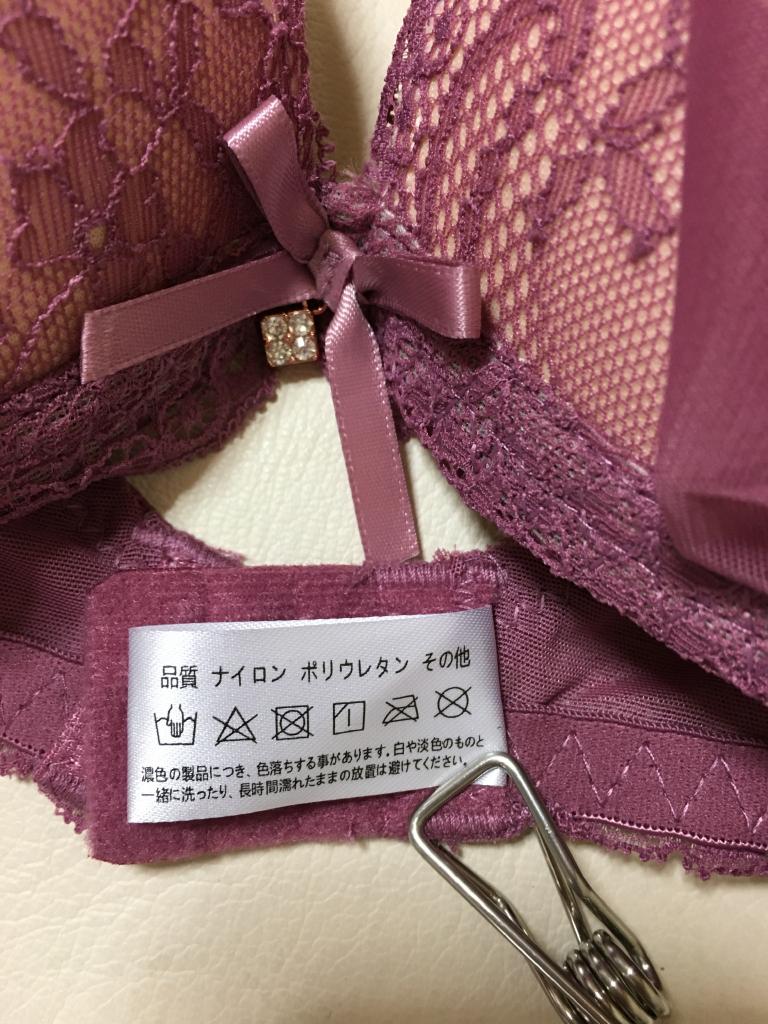 品質 ナイロン ポリウレタン その他
濃色の製品につき、色落ちする事があります。白や淡色のものと
一緒に洗ったり、長時間濡れたままの放置は避けてください。